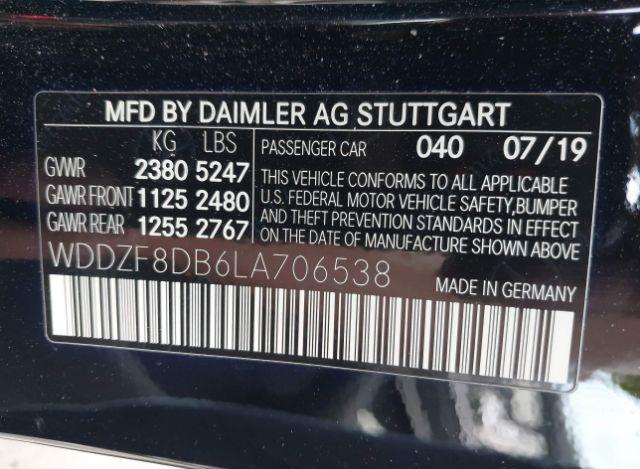 MFD BY DAIMLER AG STUTTGART
KG LBS
GVWR 2380 5247
GAWR FRONT 1125 2480
GAWR REAR 1255 2767
PASSENGER CAR 040 07/19
THIS VEHICLE CONFORMS TO ALL APPLICABLE
U.S. FEDERAL MOTOR VEHICLE SAFETY,BUMPER
AND THEFT PREVENTION STANDARDS IN EFFECT
ON THE DATE OF MANUFACTURE SHOWN ABOVE
WDDZF8DB6LA706538
MADE IN GERMANY